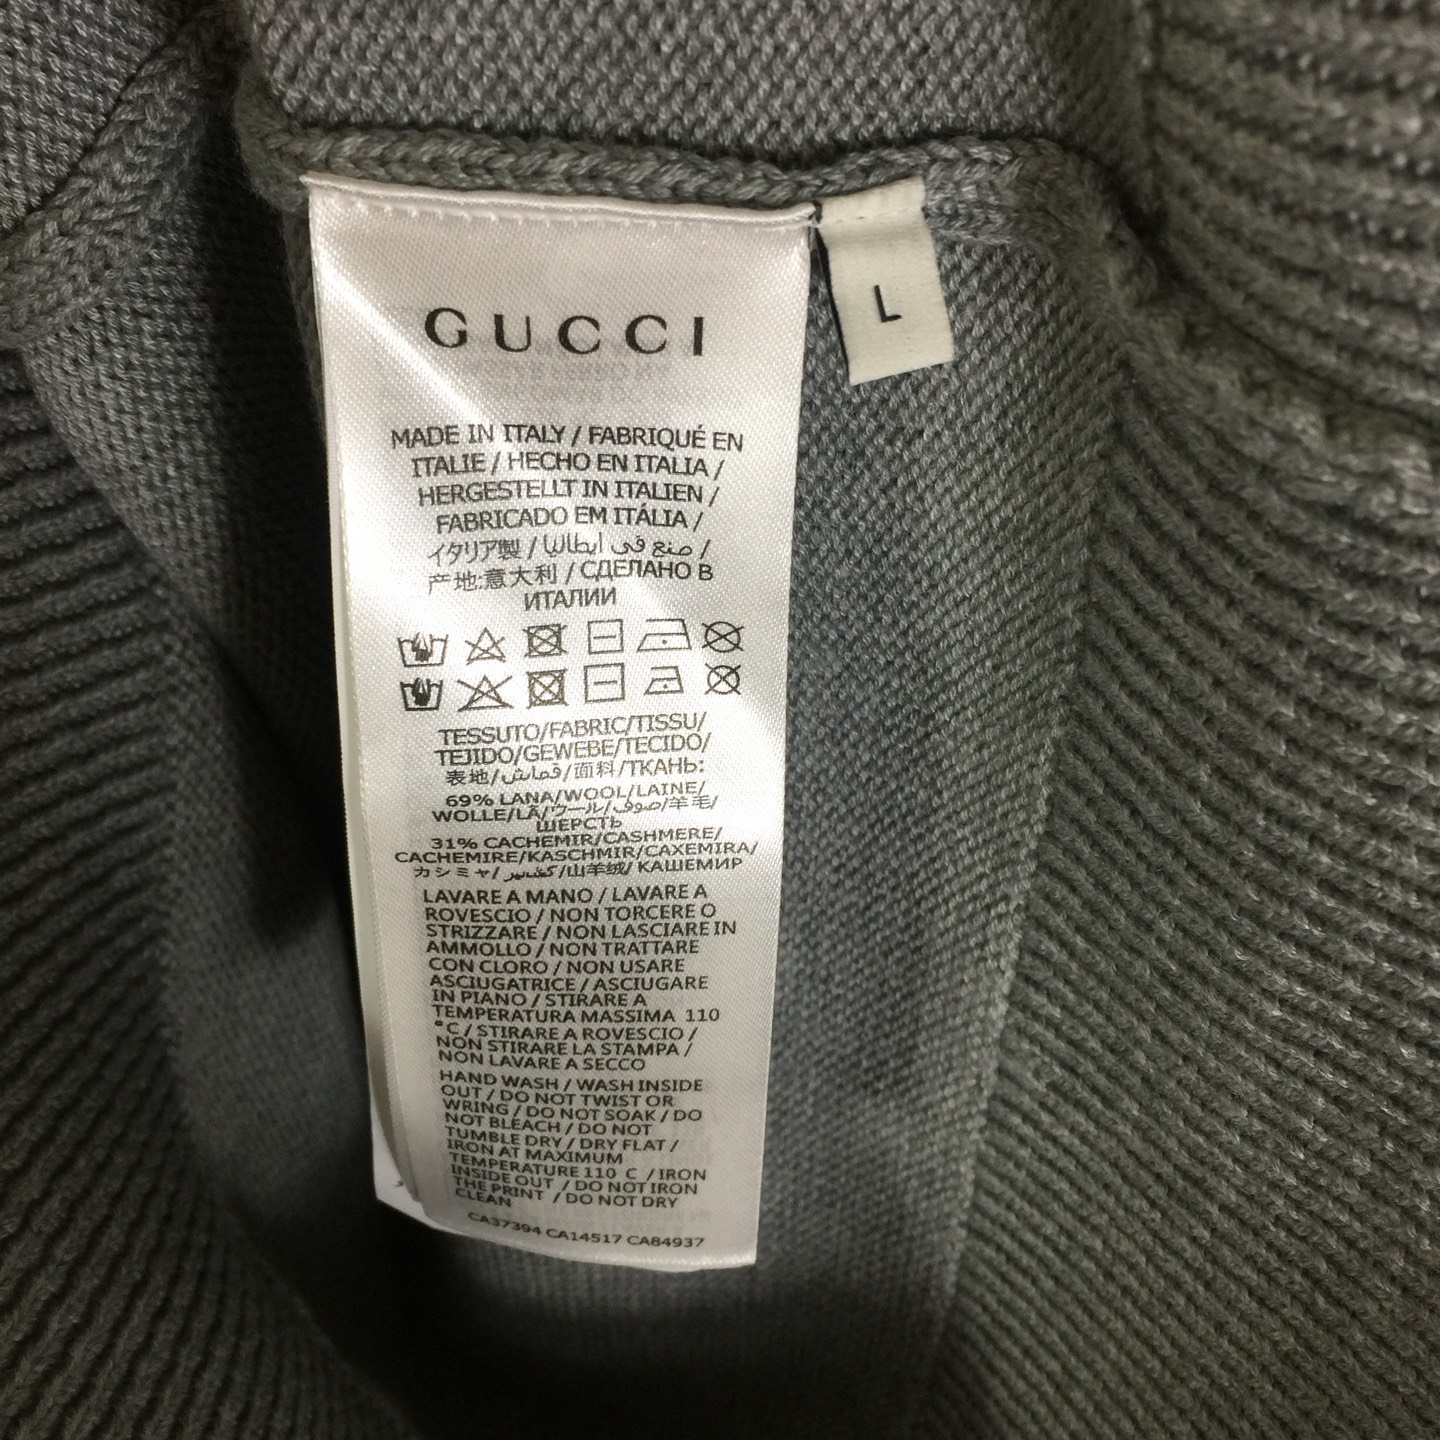 GUCCI
L
MADE IN ITALY / FABRIQUÉ EN
ITALIE / HECHO EN ITALIA /
HERGESTELLT IN ITALIEN /
FABRICADO EM ITÁLIA /
イタリア製 / صنع في ايطاليا /
产地:意大利 / СДЕЛАНО В
ИТАЛИИ
TESSUTO/FABRIC/TISSU/
TEJIDO/GEWEBE/TECIDO/
表地/قماش/面料/ТКАНЬ:
69% LANA/WOOL/LAINE/
WOLLE/LÃ/ウール/صوف/羊毛/
ШЕРСТЬ
31% CACHEMIR/CASHMERE/
CACHEMIRE/KASCHMIR/CAXEMIRA/
カシミヤ/كشمير/山羊绒/ КАШЕМИР
LAVARE A MANO / LAVARE A
ROVESCIO / NON TORCERE O
STRIZZARE / NON LASCIARE IN
AMMOLLO / NON TRATTARE
CON CLORO / NON USARE
ASCIUGATRICE / ASCIUGARE
IN PIANO / STIRARE A
TEMPERATURA MASSIMA 110
°C / STIRARE A ROVESCIO /
NON STIRARE LA STAMPA /
NON LAVARE A SECCO
HAND WASH / WASH INSIDE
OUT / DO NOT TWIST OR
WRING / DO NOT SOAK / DO
NOT BLEACH / DO NOT
TUMBLE DRY / DRY FLAT /
IRON AT MAXIMUM
TEMPERATURE 110 C / IRON
INSIDE OUT / DO NOT IRON
THE PRINT / DO NOT DRY
CLEAN
CA37394 CA14517 CA84937